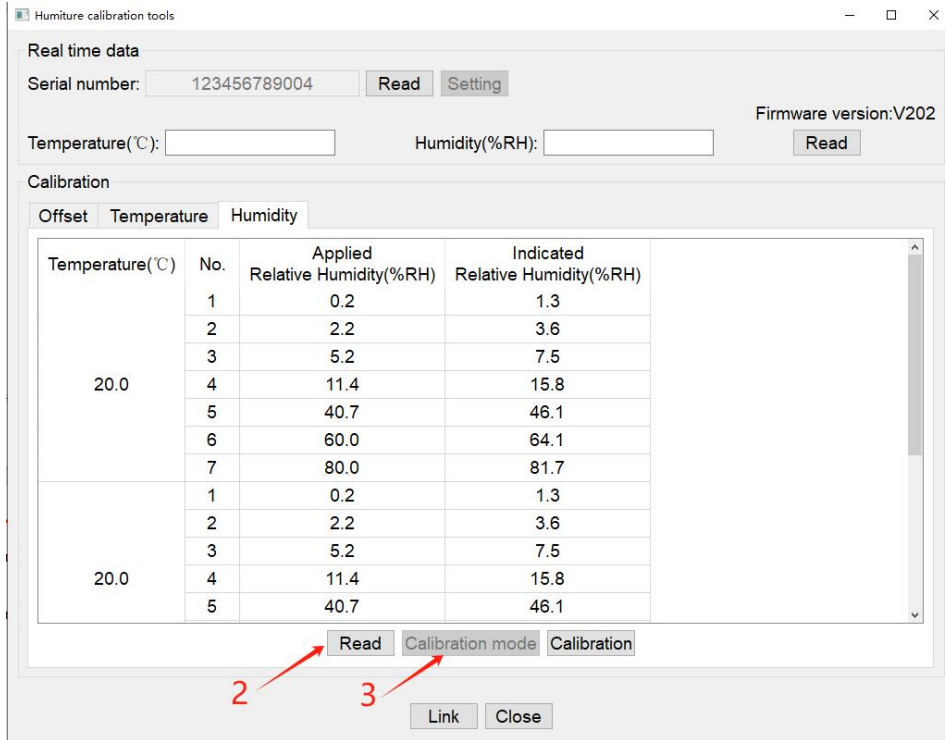 Humiture calibration tools
Real time data
Serial number: 123456789004 Read Setting
Firmware version:V202
Temperature(℃): Humidity(%RH): Read
Calibration
Offset Temperature Humidity
Temperature(℃) No. Applied Relative Humidity(%RH) Indicated Relative Humidity(%RH)
1 0.2 1.3
2 2.2 3.6
3 5.2 7.5
20.0 4 11.4 15.8
5 40.7 46.1
6 60.0 64.1
7 80.0 81.7
1 0.2 1.3
2 2.2 3.6
3 5.2 7.5
20.0 4 11.4 15.8
5 40.7 46.1
Read Calibration mode Calibration
2 3
Link Close